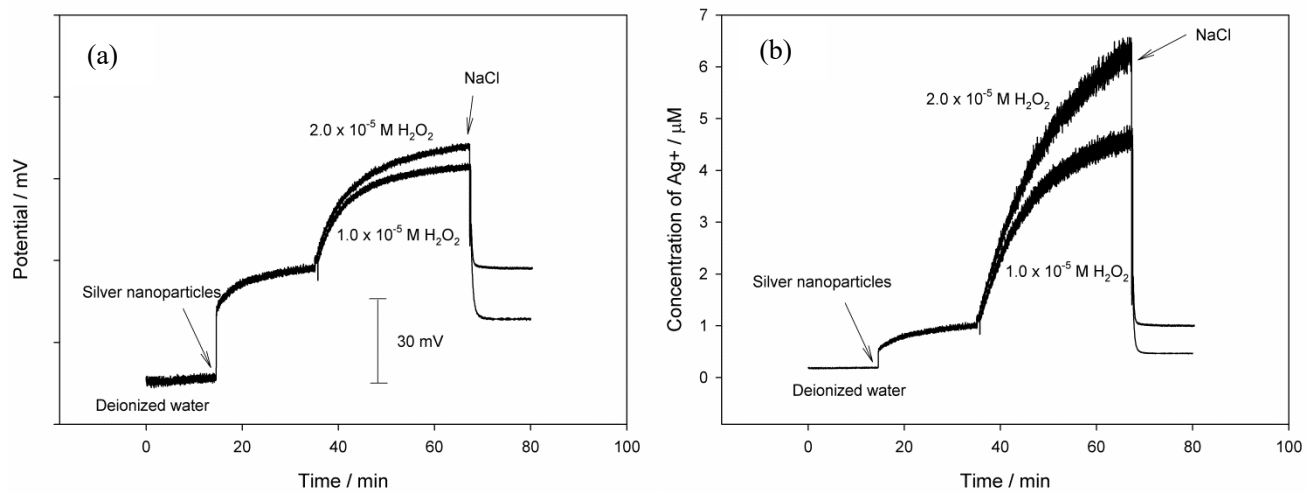 (a)
NaCl
2.0 x 10⁻⁵ M H₂O₂
1.0 x 10⁻⁵ M H₂O₂
Silver nanoparticles
30 mV
Deionized water
Potential / mV
0 20 40 60 80 100
Time / min
(b)
7
6
5
4
3
2
1
0
NaCl
2.0 x 10⁻⁵ M H₂O₂
1.0 x 10⁻⁵ M H₂O₂
Silver nanoparticles
Deionized water
Concentration of Ag+ / μM
0 20 40 60 80 100
Time / min